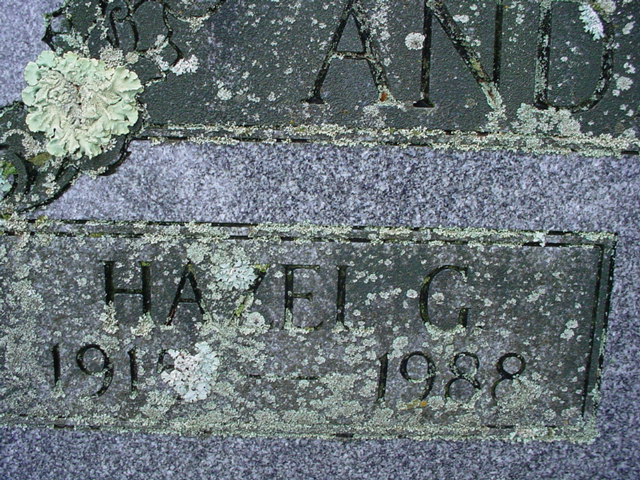 AND
HAZEL G
— 1988